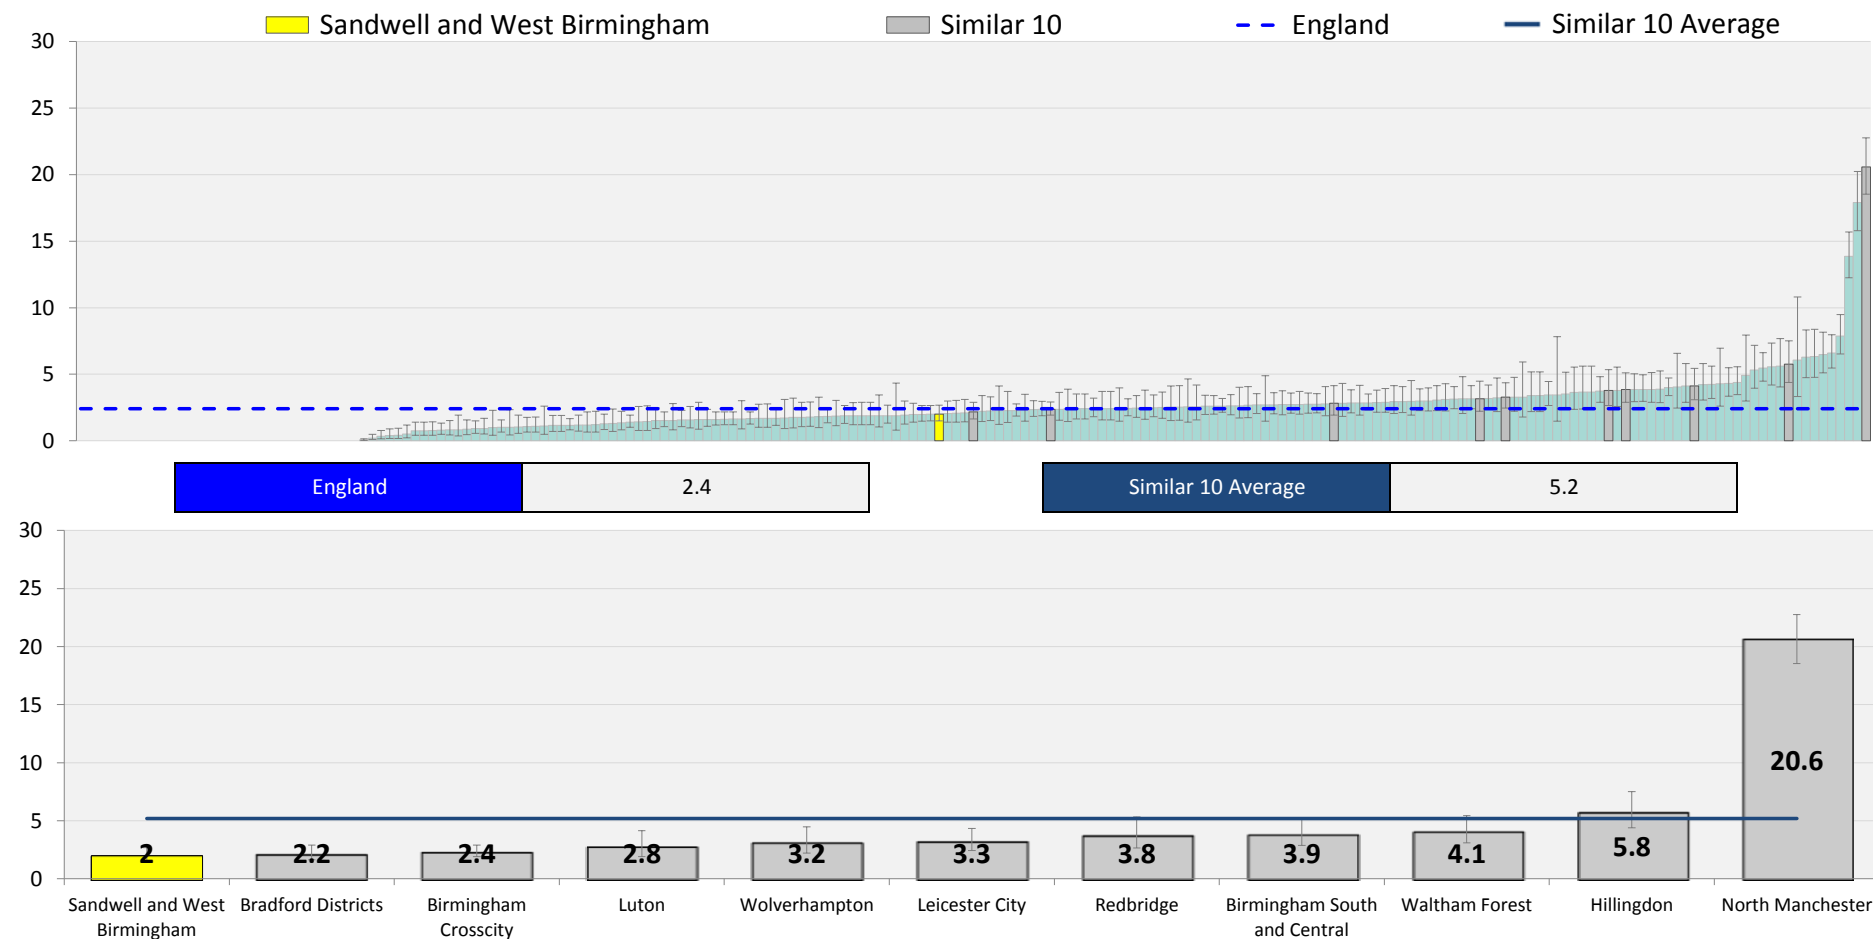 Sandwell and West Birmingham
Similar 10
England
Similar 10 Average
30
25
20
15
10
5
0
England
2.4
Similar 10 Average
5.2
30
25
20
15
10
5
0
2
2.2
2.4
2.8
3.2
3.3
3.8
3.9
4.1
5.8
20.6
Sandwell and West
Birmingham
Bradford Districts
Birmingham
Crosscity
Luton
Wolverhampton
Leicester City
Redbridge
Birmingham South
and Central
Waltham Forest
Hillingdon
North Manchester